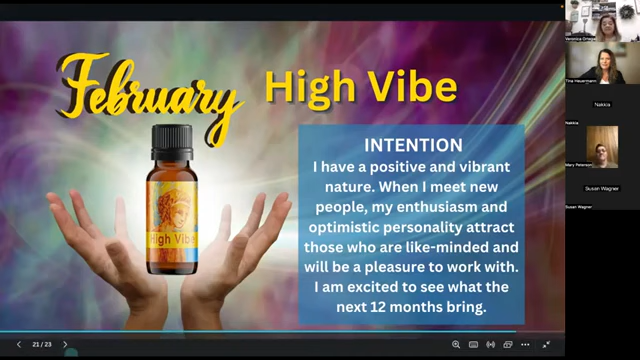 February
High Vibe
INTENTION
I have a positive and vibrant
nature. When I meet new
people, my enthusiasm and
optimistic personality attract
those who are like-minded and
will be a pleasure to work with.
I am excited to see what the
next 12 months bring.
High Vibe
21 / 23
Veronica Ortega
Tina Heuermann
Nakkia
Nakkia
Mary Peterson
Susan Wagner
Susan Wagner